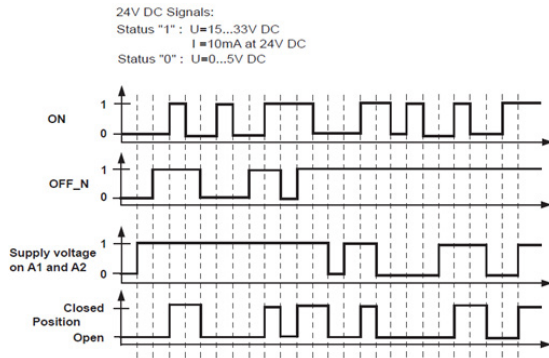 24V DC Signals:
Status "1" : U=15...33V DC
I =10mA at 24V DC
Status "0" : U=0...5V DC
ON
1
0
OFF_N
1
0
Supply voltage
on A1 and A2
1
0
Closed
Position
Open